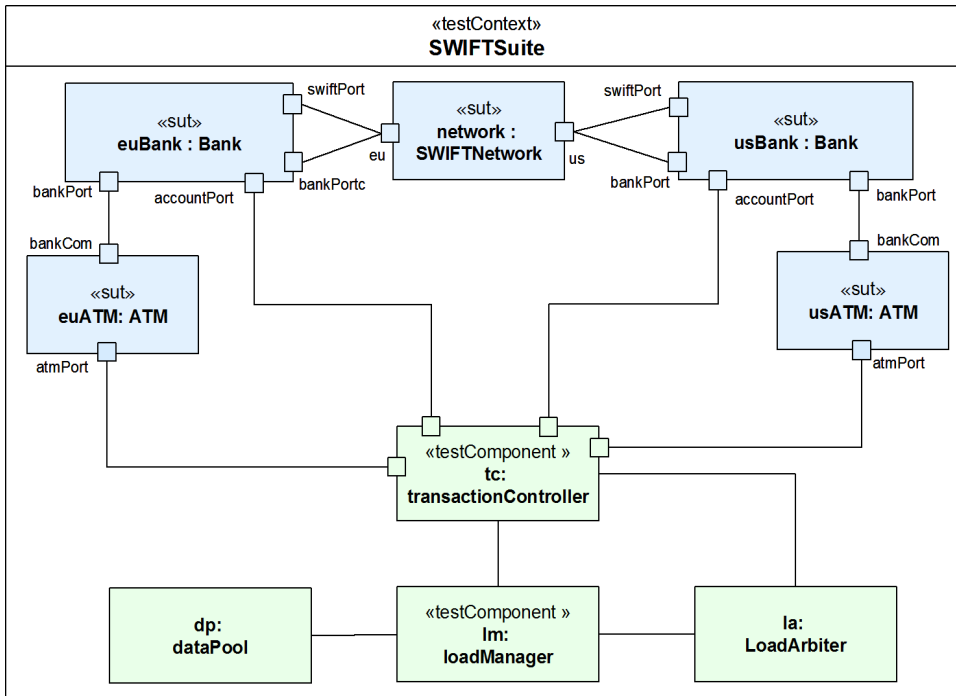 «testContext»
SWIFTSuite
swiftPort
swiftPort
«sut»
euBank : Bank
«sut»
network :
SWIFTNetwork
«sut»
usBank : Bank
eu
us
bankPort
accountPort
bankPortc
bankPort
accountPort
bankPort
bankCom
bankCom
«sut»
euATM: ATM
«sut»
usATM: ATM
atmPort
atmPort
«testComponent »
tc:
transactionController
dp:
dataPool
«testComponent »
lm:
loadManager
la:
LoadArbiter